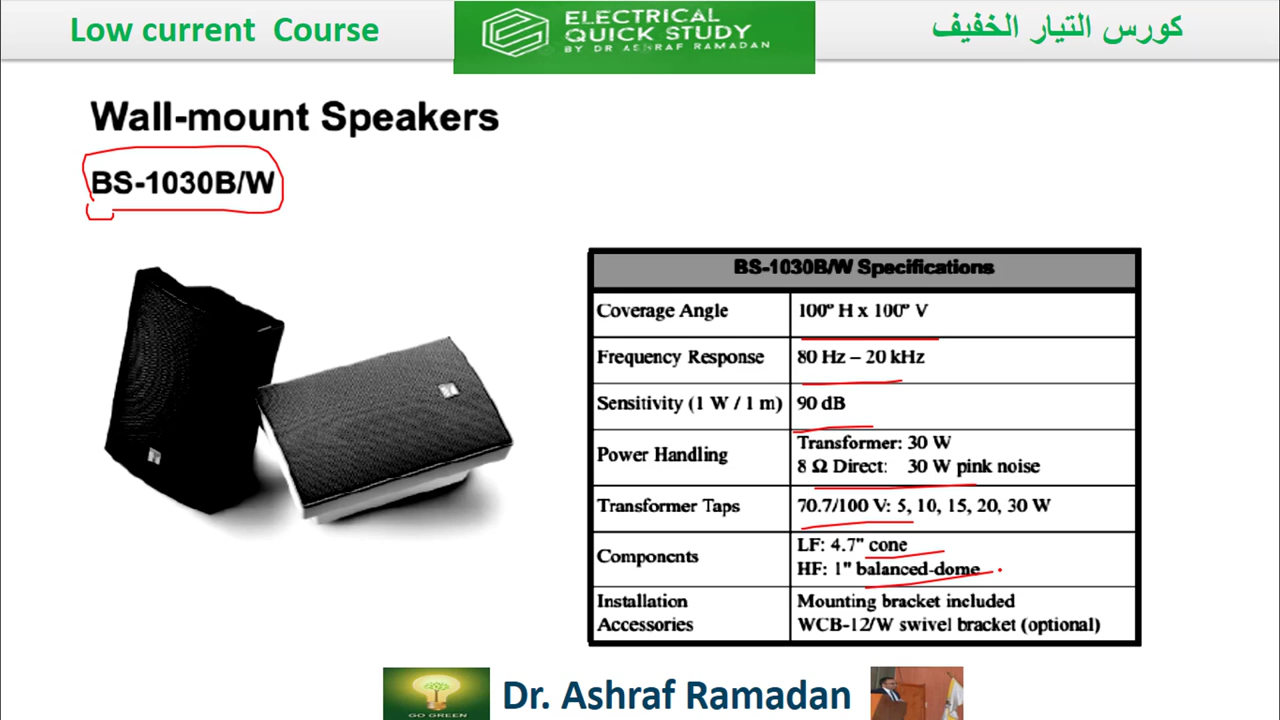 Low current Course
ELECTRICAL
QUICK STUDY
BY DR ASHRAF RAMADAN
كورس التيار الخفيف
Wall-mount Speakers
BS-1030B/W
BS-1030B/W Specifications
Coverage Angle 100º H x 100º V
Frequency Response 80 Hz – 20 kHz
Sensitivity (1 W / 1 m) 90 dB
Power Handling Transformer: 30 W
8 Ω Direct: 30 W pink noise
Transformer Taps 70.7/100 V: 5, 10, 15, 20, 30 W
Components LF: 4.7" cone
HF: 1" balanced-dome
Installation Mounting bracket included
Accessories WCB-12/W swivel bracket (optional)
GO GREEN
Dr. Ashraf Ramadan